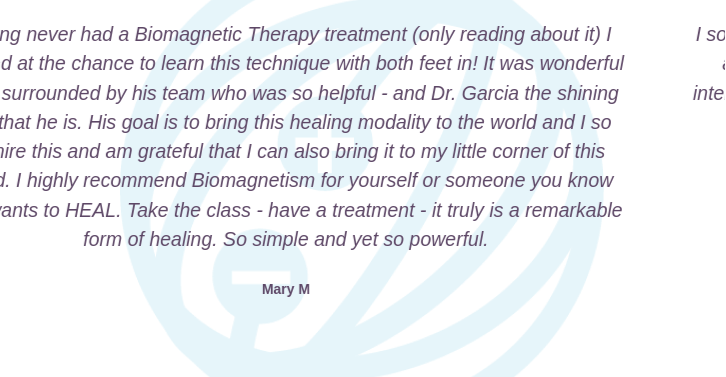 never had a Biomagnetic Therapy treatment (only reading about it) I
at the chance to learn this technique with both feet in! It was wonderful
surrounded by his team who was so helpful - and Dr. Garcia the shining
that he is. His goal is to bring this healing modality to the world and I so
this and am grateful that I can also bring it to my little corner of this
I highly recommend Biomagnetism for yourself or someone you know
to HEAL. Take the class - have a treatment - it truly is a remarkable
form of healing. So simple and yet so powerful.
Mary M
I so